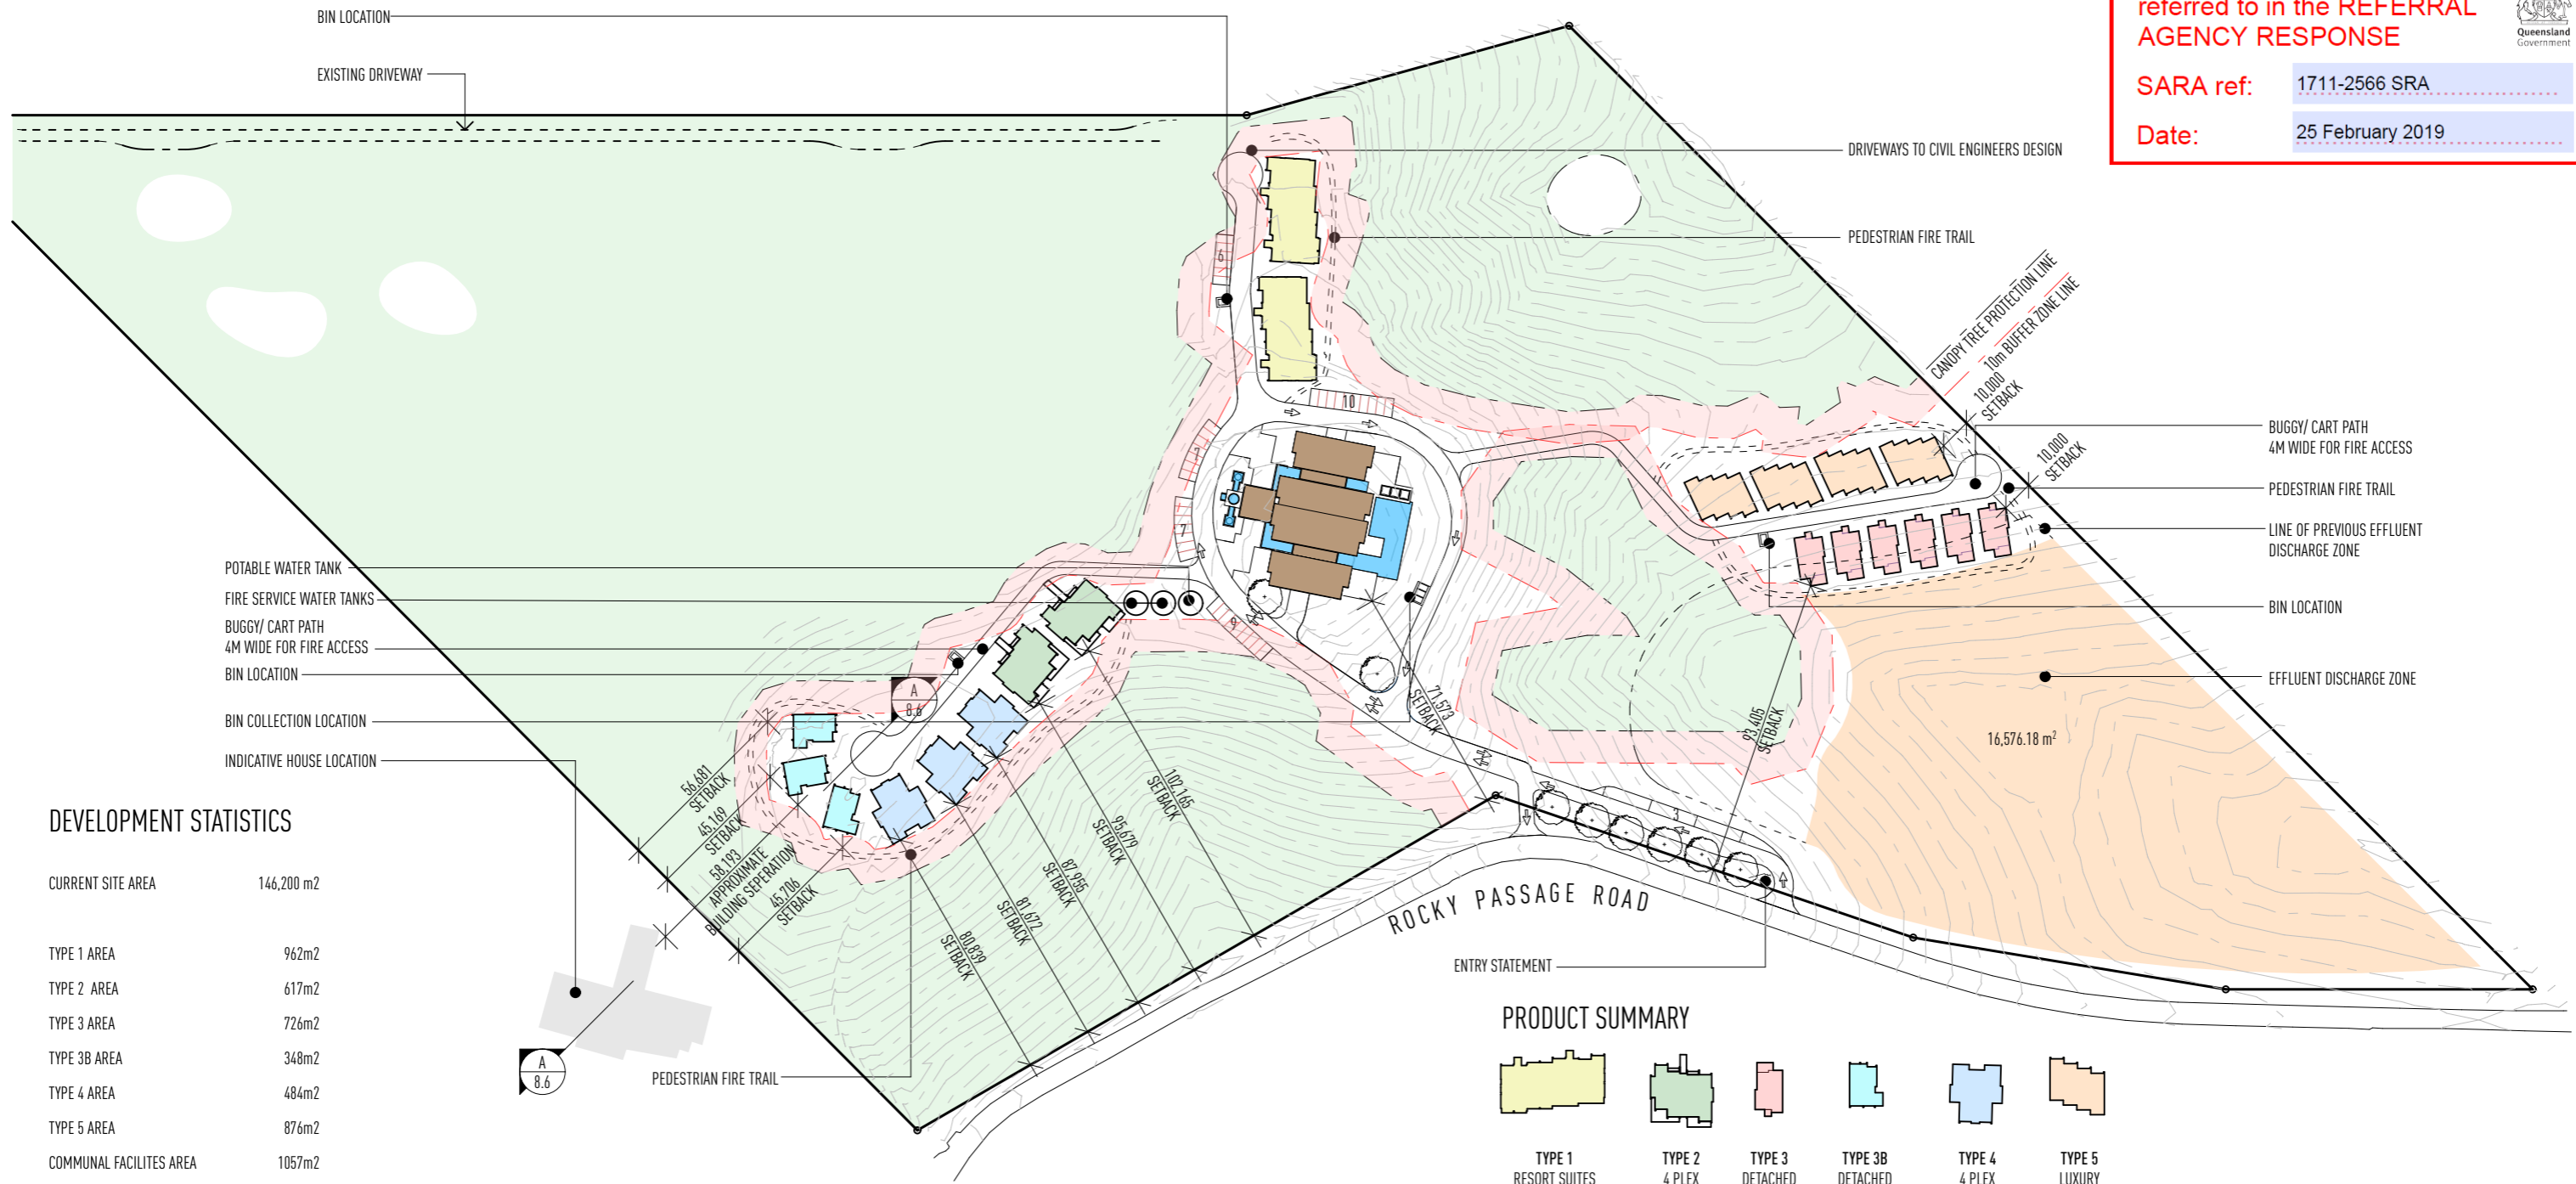 BIN LOCATION
EXISTING DRIVEWAY
referred to in the REFERRAL
AGENCY RESPONSE
Queensland
Government
SARA ref:
1711-2566 SRA
Date:
25 February 2019
DRIVEWAYS TO CIVIL ENGINEERS DESIGN
PEDESTRIAN FIRE TRAIL
CANOPY TREE PROTECTION LINE
10m BUFFER ZONE LINE
10,000
SETBACK
10,000
SETBACK
BUGGY/ CART PATH
4M WIDE FOR FIRE ACCESS
PEDESTRIAN FIRE TRAIL
LINE OF PREVIOUS EFFLUENT
DISCHARGE ZONE
BIN LOCATION
EFFLUENT DISCHARGE ZONE
16,576.18 m²
6
10
7
7
9
3
POTABLE WATER TANK
FIRE SERVICE WATER TANKS
BUGGY/ CART PATH
4M WIDE FOR FIRE ACCESS
BIN LOCATION
BIN COLLECTION LOCATION
INDICATIVE HOUSE LOCATION
A
8.6
71,573
SETBACK
93,405
SETBACK
56,681
SETBACK
45,169
SETBACK
58,193
APPROXIMATE
BUILDING SEPERATION
45,206
SETBACK
102,165
SETBACK
95,679
SETBACK
87,955
SETBACK
81,672
SETBACK
80,839
SETBACK
ROCKY PASSAGE ROAD
ENTRY STATEMENT
PEDESTRIAN FIRE TRAIL
A
8.6
DEVELOPMENT STATISTICS
CURRENT SITE AREA 146,200 m2
TYPE 1 AREA 962m2
TYPE 2 AREA 617m2
TYPE 3 AREA 726m2
TYPE 3B AREA 348m2
TYPE 4 AREA 484m2
TYPE 5 AREA 876m2
COMMUNAL FACILITES AREA 1057m2
PRODUCT SUMMARY
TYPE 1
RESORT SUITES
TYPE 2
4 PLEX
TYPE 3
DETACHED
TYPE 3B
DETACHED
TYPE 4
4 PLEX
TYPE 5
LUXURY